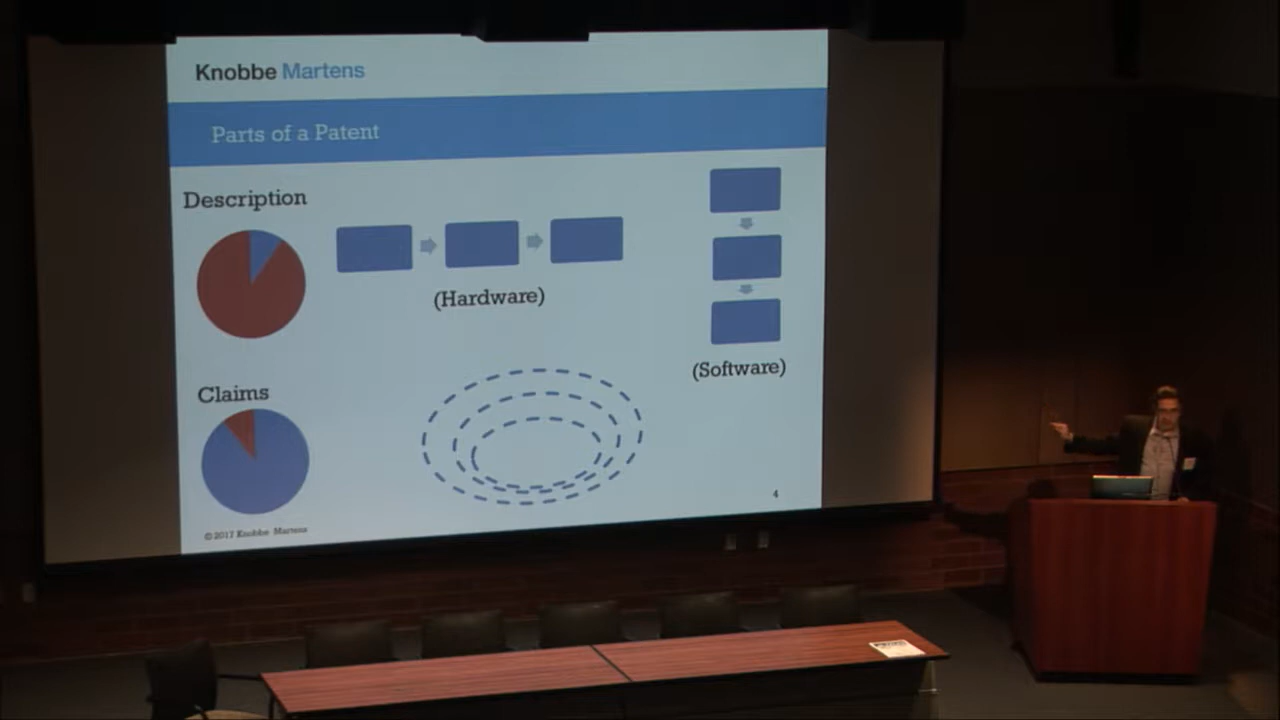 Knobbe Martens
Parts of a Patent
Description
(Hardware)
(Software)
Claims
4
© 2017 Knobbe Martens